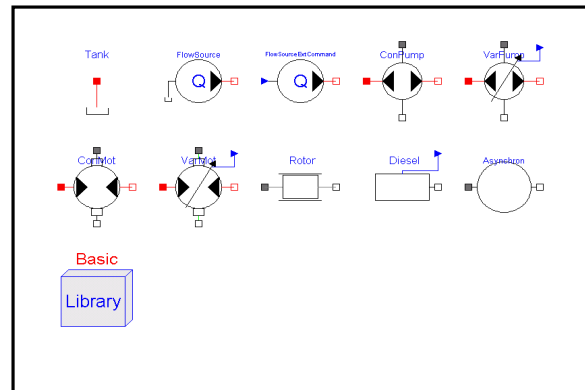 Tank FlowSource FlowSourceExtCommand ConPump VarPump
Q Q
ConMot VarMot Rotor Diesel Asynchron
Basic
Library